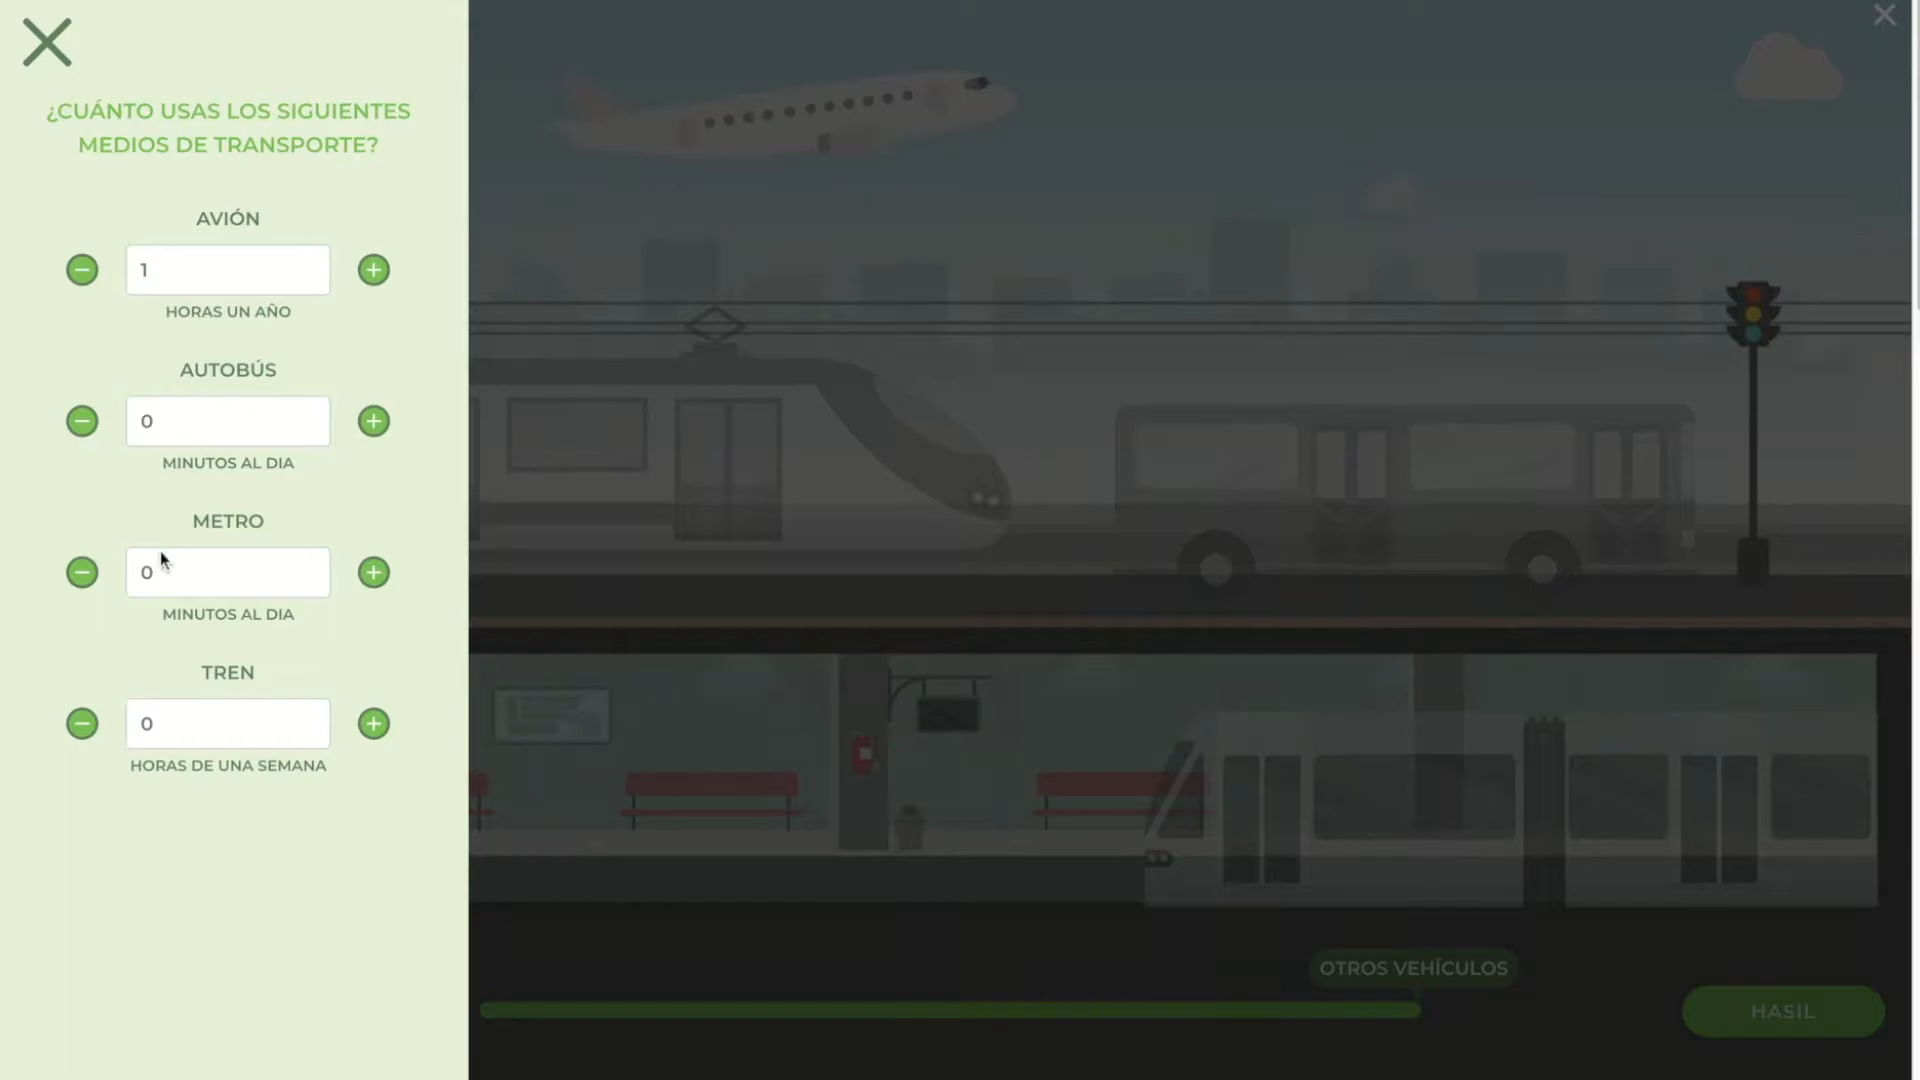 ¿CUÁNTO USAS LOS SIGUIENTES
MEDIOS DE TRANSPORTE?
AVIÓN
1
HORAS UN AÑO
AUTOBÚS
0
MINUTOS AL DIA
METRO
0
MINUTOS AL DIA
TREN
0
HORAS DE UNA SEMANA
OTROS VEHÍCULOS
HASIL